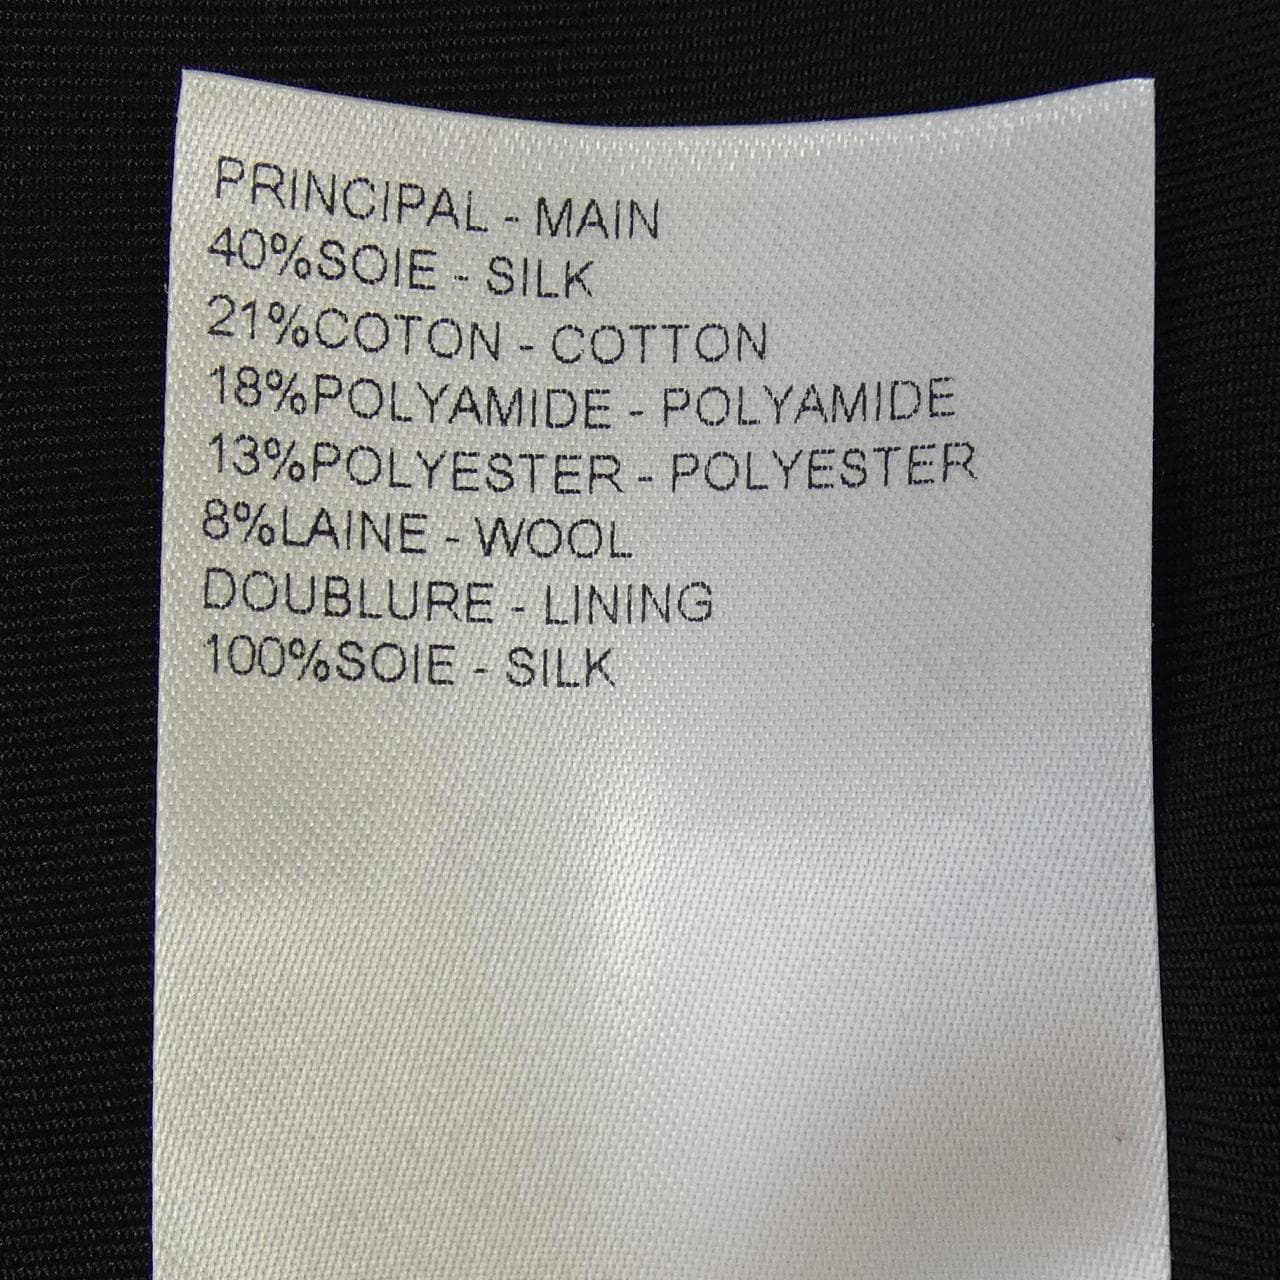 PRINCIPAL - MAIN
40%SOIE - SILK
21%COTON - COTTON
18%POLYAMIDE - POLYAMIDE
13%POLYESTER - POLYESTER
8%LAINE - WOOL
DOUBLURE - LINING
100%SOIE - SILK